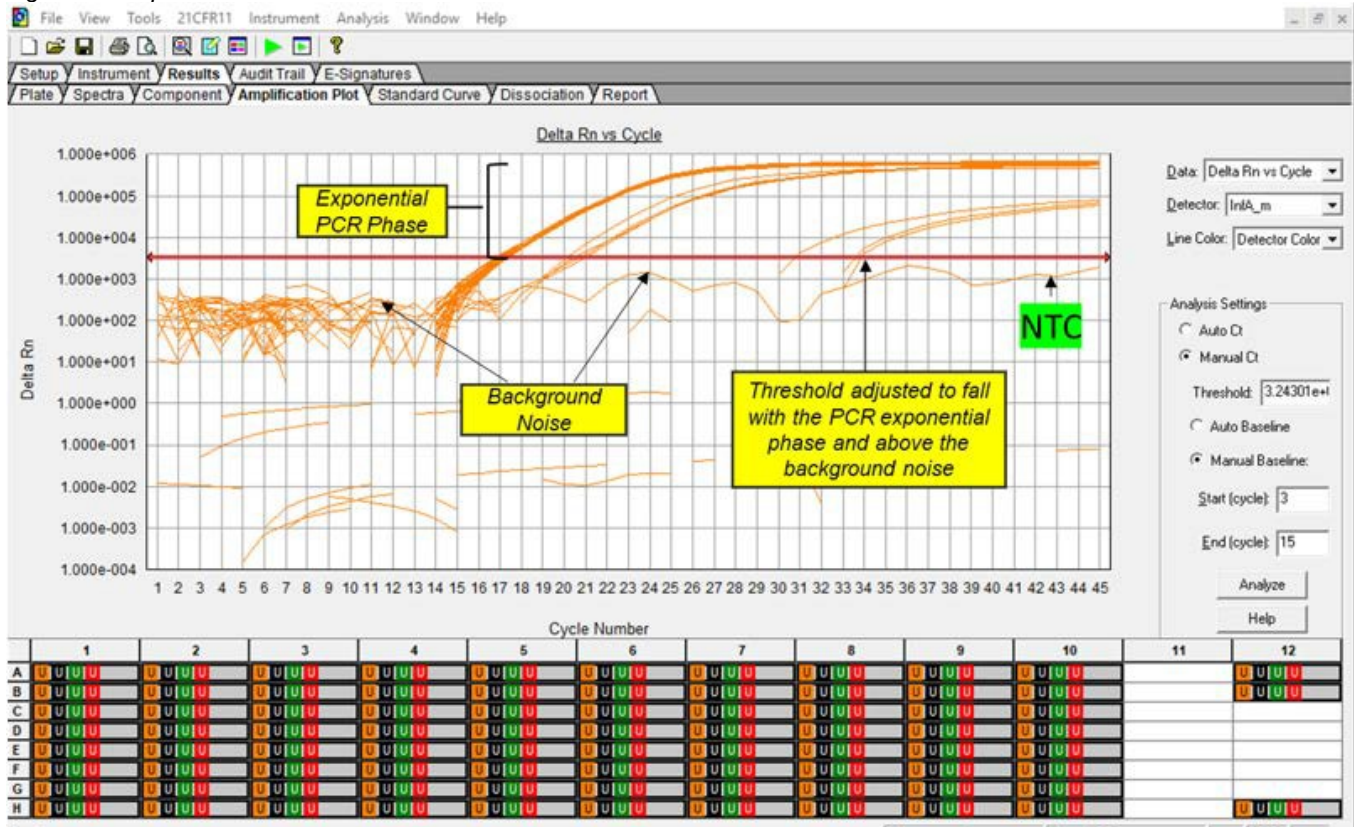 File View Tools 21CFR11 Instrument Analysis Window Help
Setup Instrument Results Audit Trail E-Signatures
Plate Spectra Component Amplification Plot Standard Curve Dissociation Report
Delta Rn vs Cycle
1.000e+006
1.000e+005
1.000e+004
1.000e+003
1.000e+002
1.000e+001
1.000e+000
1.000e-001
1.000e-002
1.000e-003
1.000e-004
Delta Rn
Exponential
PCR Phase
Background
Noise
Threshold adjusted to fall
with the PCR exponential
phase and above the
background noise
NTC
1 2 3 4 5 6 7 8 9 10 11 12 13 14 15 16 17 18 19 20 21 22 23 24 25 26 27 28 29 30 31 32 33 34 35 36 37 38 39 40 41 42 43 44 45
Cycle Number
Data: Delta Rn vs Cycle
Detector: InlA_m
Line Color: Detector Color
Analysis Settings
Auto Ct
Manual Ct
Threshold: 3.24301e+
Auto Baseline
Manual Baseline:
Start (cycle): 3
End (cycle): 15
Analyze
Help
1 2 3 4 5 6 7 8 9 10 11 12
A U U U U U U U U U U U U U U U U U U U U U U U U U U U U U U U U U U U U U U U U U U U U
B U U U U U U U U U U U U U U U U U U U U U U U U U U U U U U U U U U U U U U U U U U U U
C U U U U U U U U U U U U U U U U U U U U U U U U U U U U U U U U U U U U U U U U
D U U U U U U U U U U U U U U U U U U U U U U U U U U U U U U U U U U U U U U U U
E U U U U U U U U U U U U U U U U U U U U U U U U U U U U U U U U U U U U U U U U
F U U U U U U U U U U U U U U U U U U U U U U U U U U U U U U U U U U U U U U U U
G U U U U U U U U U U U U U U U U U U U U U U U U U U U U U U U U U U U U U U U U
H U U U U U U U U U U U U U U U U U U U U U U U U U U U U U U U U U U U U U U U U U U U U